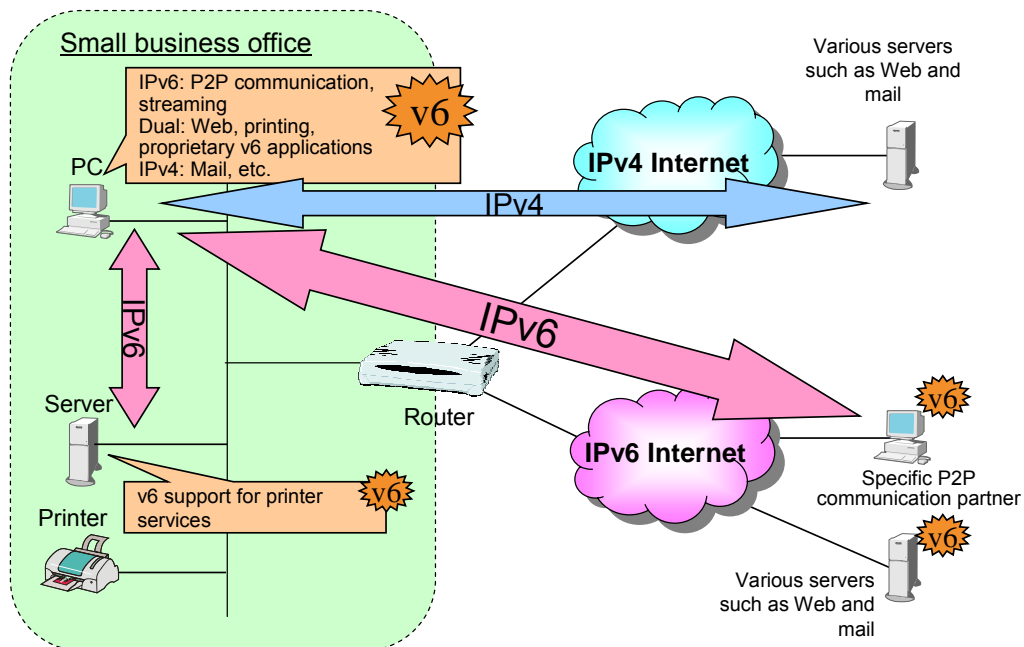 Small business office
IPv6: P2P communication,
streaming
Dual: Web, printing,
proprietary v6 applications
IPv4: Mail, etc.
v6
PC
Various servers
such as Web and
mail
IPv4 Internet
IPv4
IPv6
IPv6
Router
Server
v6 support for printer
services
v6
Printer
IPv6 Internet
v6
Specific P2P
communication partner
v6
Various servers
such as Web and
mail